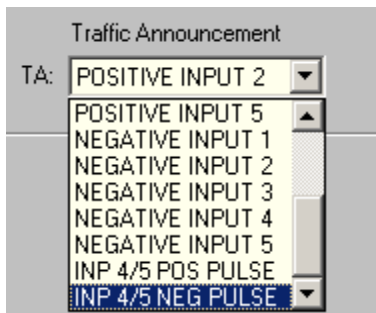 Traffic Announcement
TA: POSITIVE INPUT 2
POSITIVE INPUT 5
NEGATIVE INPUT 1
NEGATIVE INPUT 2
NEGATIVE INPUT 3
NEGATIVE INPUT 4
NEGATIVE INPUT 5
INP 4/5 POS PULSE
INP 4/5 NEG PULSE